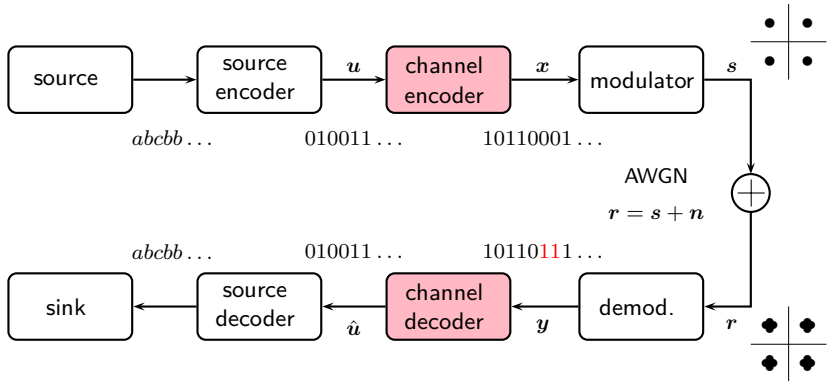 source
source
encoder
u
channel
encoder
x
modulator
s
abcbb...
010011...
10110001...
AWGN
r = s + n
abcbb...
010011...
10110111...
sink
source
decoder
û
channel
decoder
y
demod.
r